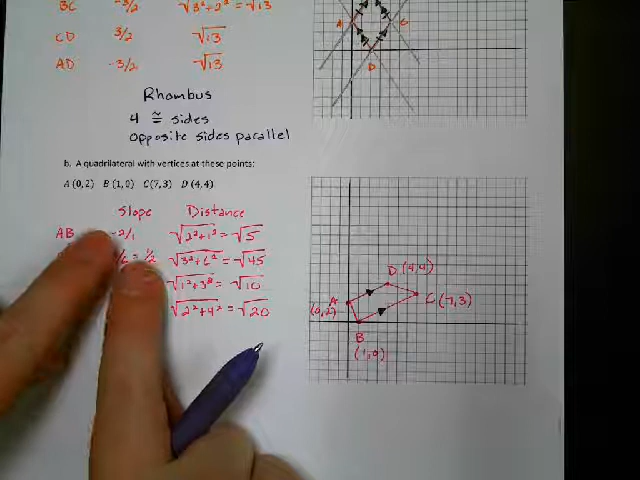 BC -3/2 √3²+2² = √13
CD 3/2 √13
AD -3/2 √13
A C
D
Rhombus
4 ≅ sides
opposite sides parallel
b. A quadrilateral with vertices at these points:
A (0, 2) B (1, 0) C (7, 3) D (4, 4)
Slope Distance
AB -2/1 √2²+1² = √5
= 1/2 √3²+6² = √45
√1²+3² = √10
√2²+4² = √20
D (4,4)
A
(0,2)
C (7,3)
B
(1,0)